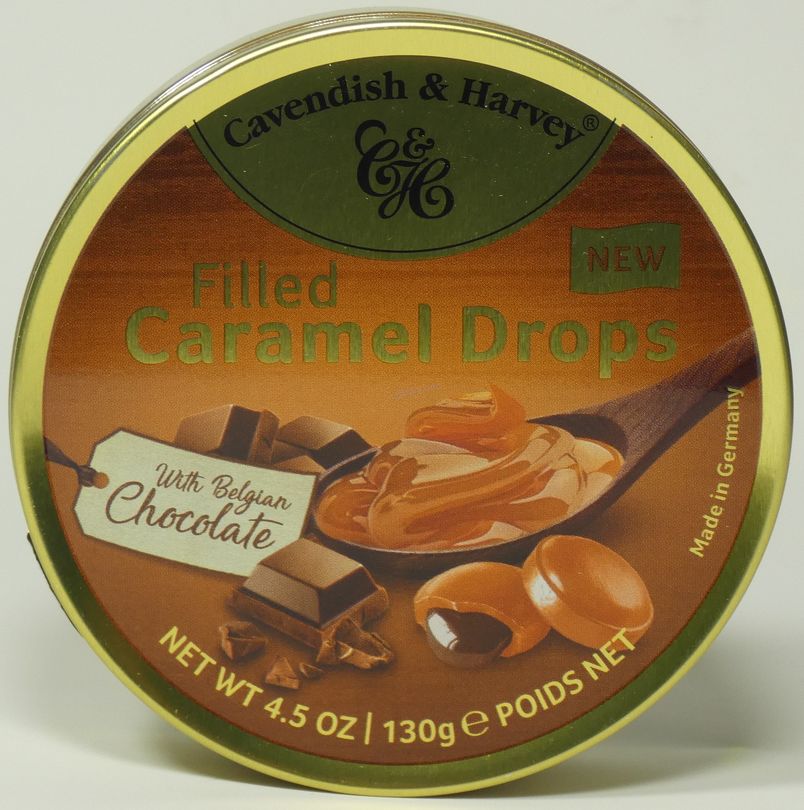 Cavendish & Harvey®
C&H
NEW
Filled
Caramel Drops
With Belgian
Chocolate
Made in Germany
NET WT 4.5 OZ | 130g ℮ POIDS NET